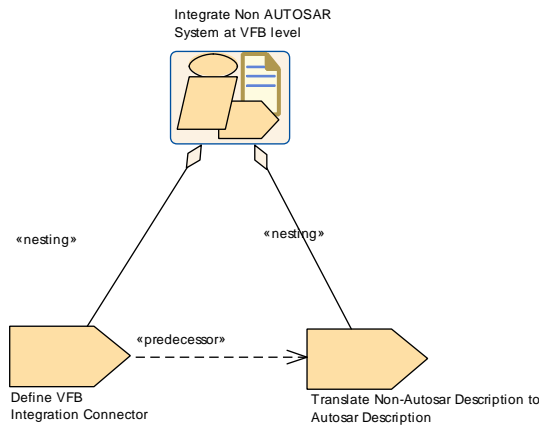 Integrate Non AUTOSAR
System at VFB level
«nesting»
«nesting»
«predecessor»
Define VFB
Integration Connector
Translate Non-Autosar Description to
Autosar Description